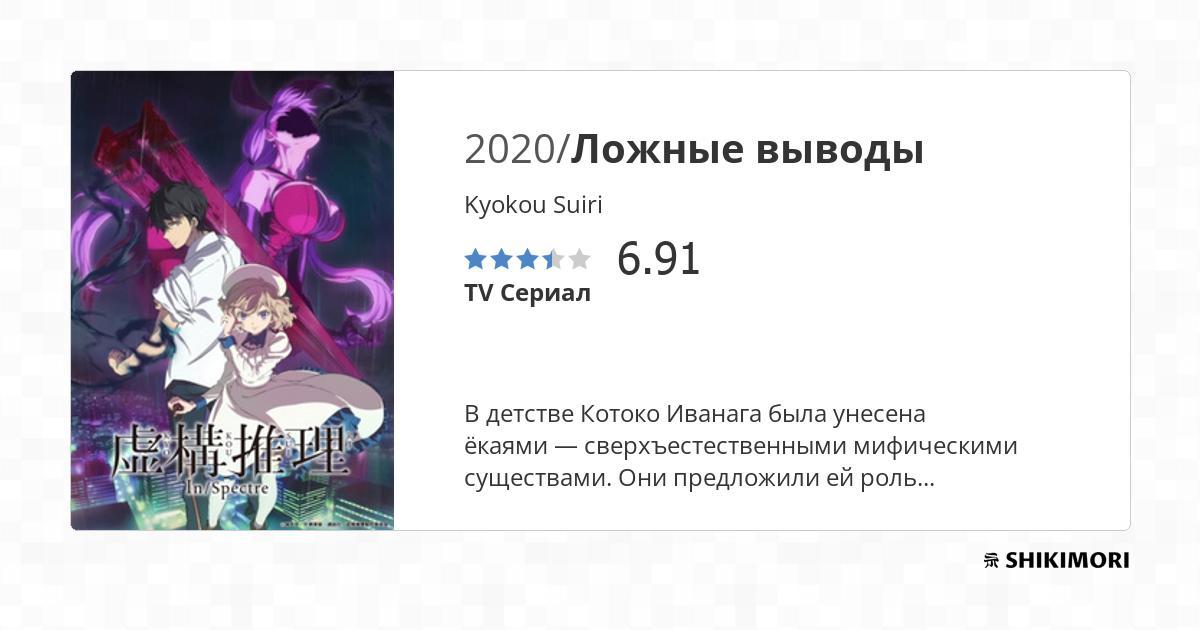 2020/Ложные выводы
Kyokou Suiri
6.91
TV Сериал
В детстве Котоко Иванага была унесена
ёкаями — сверхъестественными мифическими
существами. Они предложили ей роль...
虚構推理
In/Spectre
SHIKIMORI